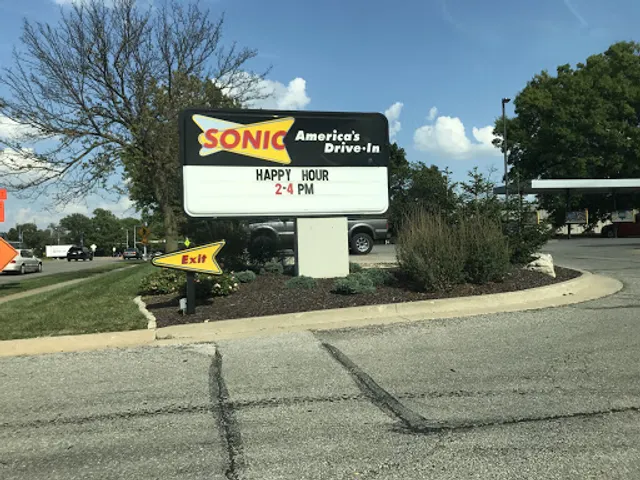 SONIC
America's
Drive-In
HAPPY HOUR
2-4 PM
Exit